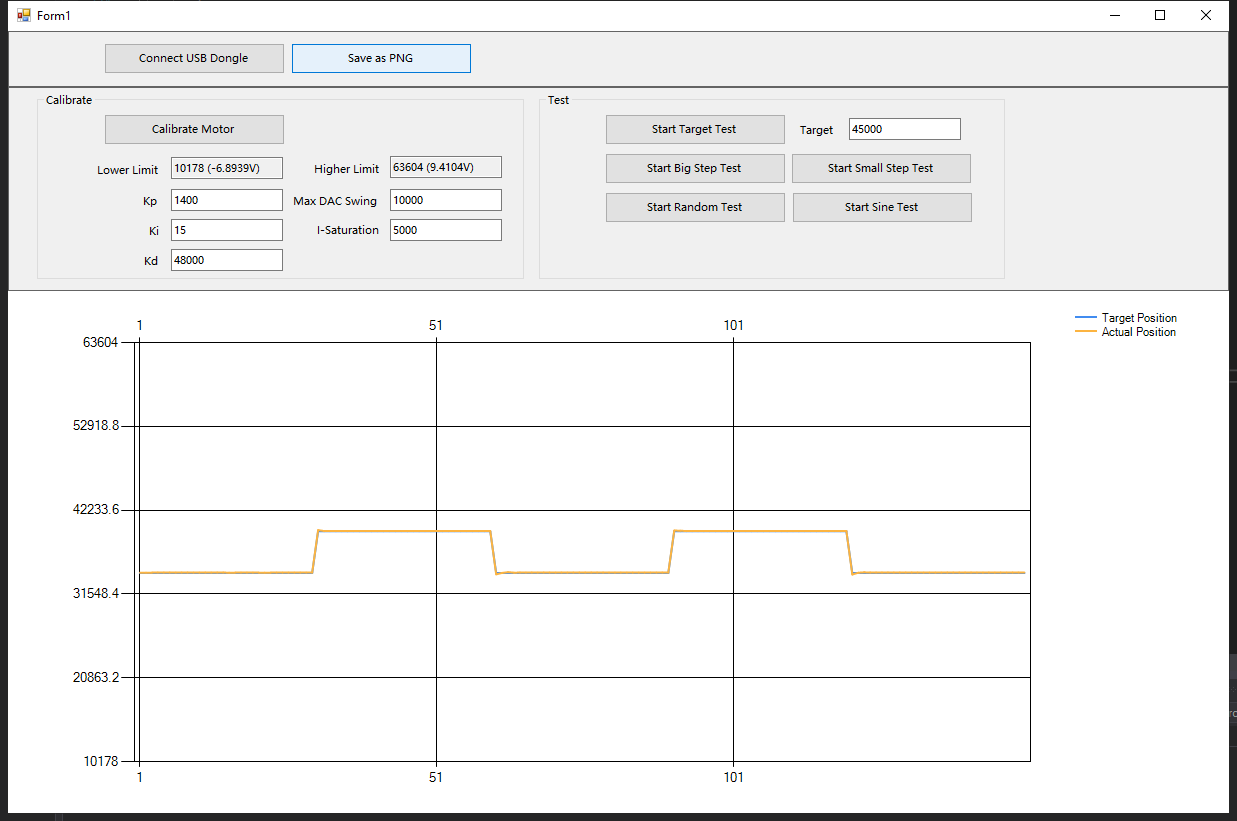 Form1
Connect USB Dongle
Save as PNG
Calibrate
Calibrate Motor
Lower Limit 10178 (-6.8939V)
Higher Limit 63604 (9.4104V)
Kp 1400
Max DAC Swing 10000
Ki 15
I-Saturation 5000
Kd 48000
Test
Start Target Test
Target 45000
Start Big Step Test
Start Small Step Test
Start Random Test
Start Sine Test
Target Position
Actual Position
1 51 101
63604
52918.8
42233.6
31548.4
20863.2
10178
1 51 101